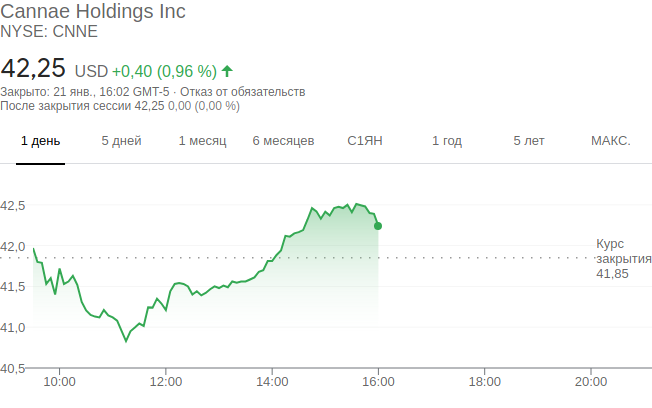 Cannae Holdings Inc
NYSE: CNNE
42,25 USD +0,40 (0,96 %)
Закрыто: 21 янв., 16:02 GMT-5 · Отказ от обязательств
После закрытия сессии 42,25 0,00 (0,00 %)
1 день 5 дней 1 месяц 6 месяцев С1ЯН 1 год 5 лет МАКС.
42,5
42,0
41,5
41,0
40,5
Курс
закрытия
41,85
10:00 12:00 14:00 16:00 18:00 20:00